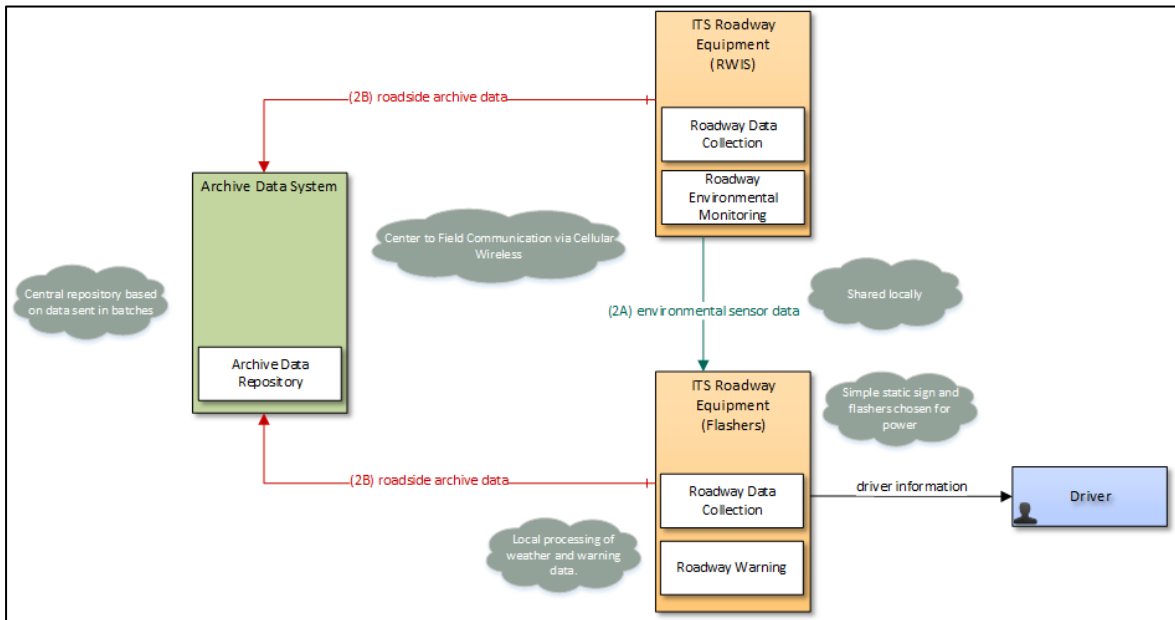 ITS Roadway
Equipment
(RWIS)
(2B) roadside archive data
Roadway Data
Collection
Roadway
Environmental
Monitoring
Archive Data System
Center to Field Communication via Cellular
Wireless
Central repository based
on data sent in batches
Shared locally
(2A) environmental sensor data
Archive Data
Repository
ITS Roadway
Equipment
(Flashers)
Simple static sign and
flashers chosen for
power
(2B) roadside archive data
Roadway Data
Collection
driver information
Driver
Local processing of
weather and warning
data.
Roadway Warning